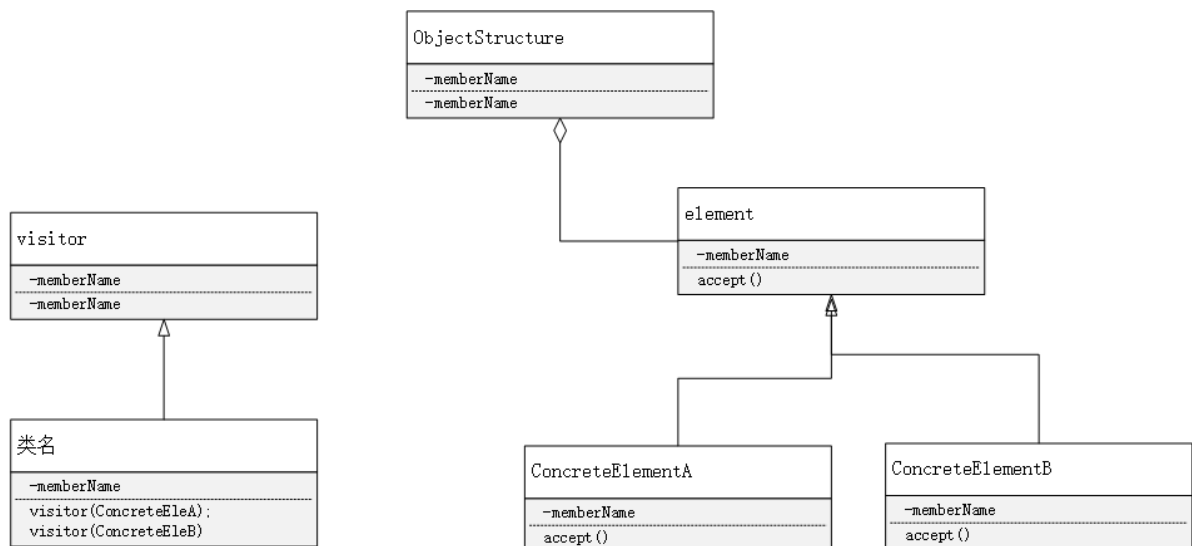 ObjectStructure
-memberName
-memberName
element
-memberName
accept()
visitor
-memberName
-memberName
类名
-memberName
visitor(ConcreteEleA);
visitor(ConcreteEleB)
ConcreteElementA
-memberName
accept()
ConcreteElementB
-memberName
accept()